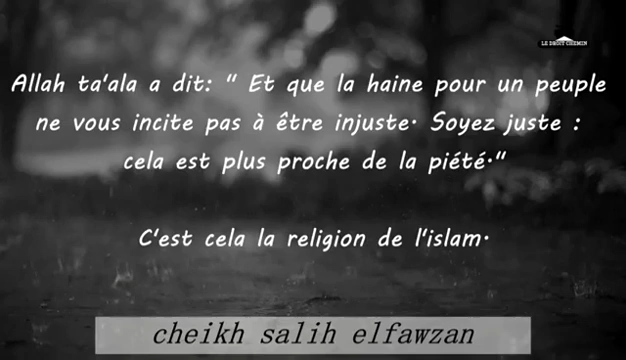 LE DROIT CHEMIN
Allah ta'ala a dit: " Et que la haine pour un peuple
ne vous incite pas à être injuste. Soyez juste :
cela est plus proche de la piété."
C'est cela la religion de l'islam.
cheikh salih elfawzan